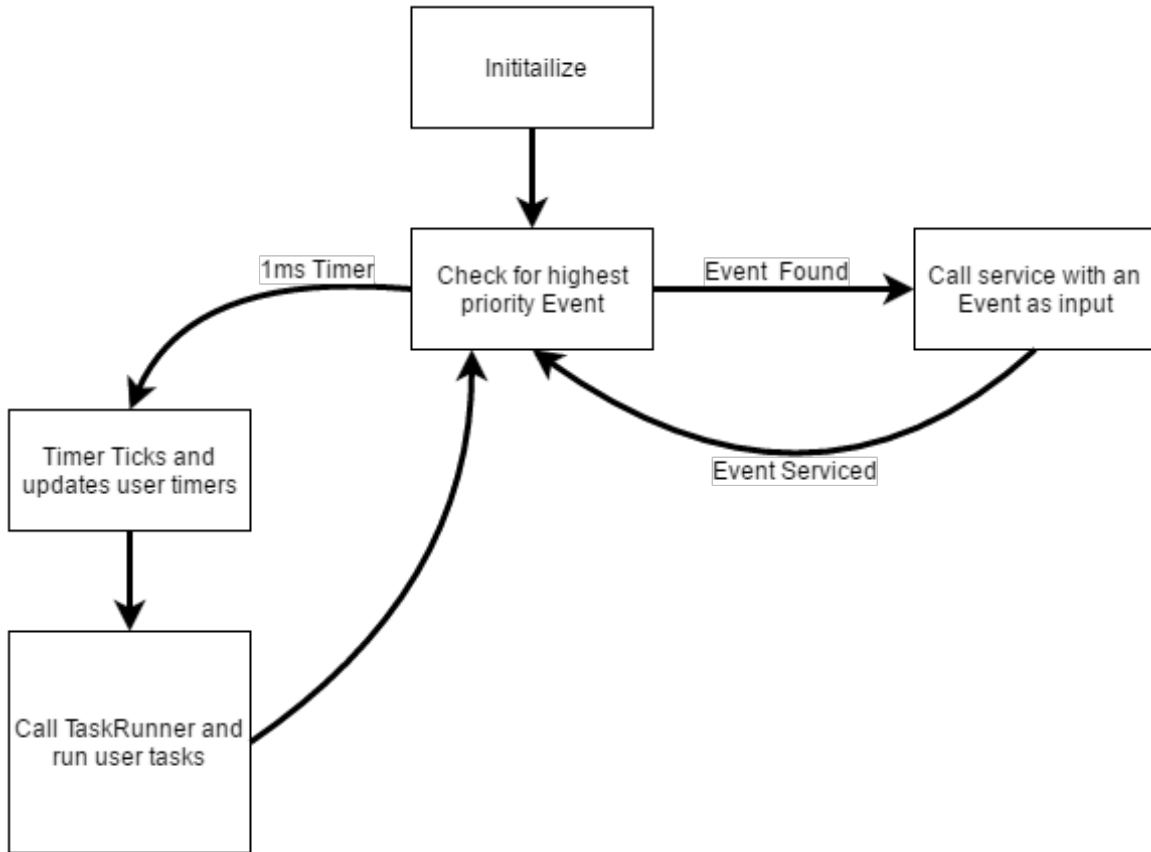 Inititailize
1ms Timer
Check for highest
priority Event
Event Found
Call service with an
Event as input
Timer Ticks and
updates user timers
Event Serviced
Call TaskRunner and
run user tasks